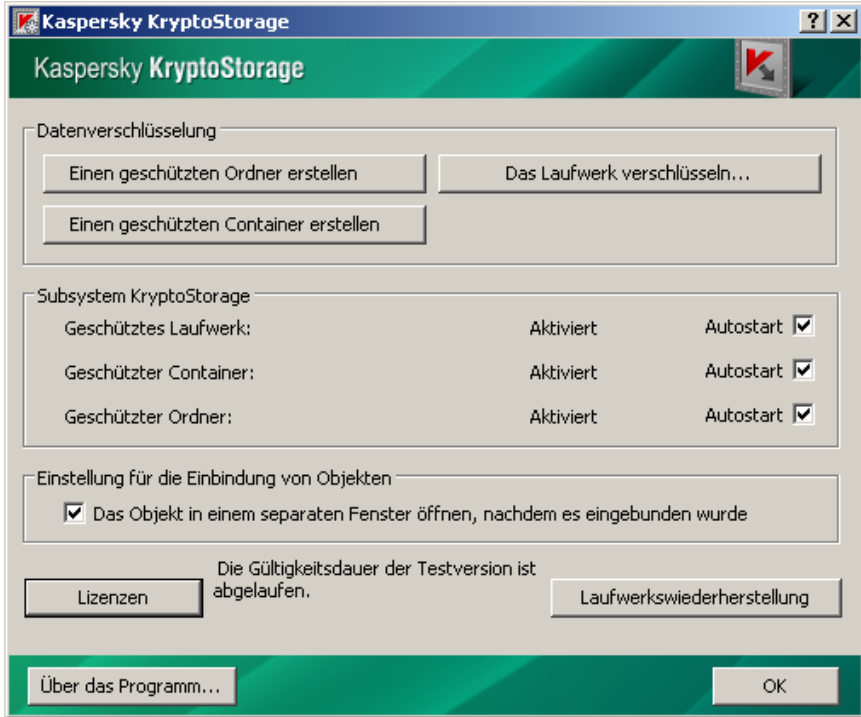 Kaspersky KryptoStorage
Kaspersky KryptoStorage
Datenverschlüsselung
Einen geschützten Ordner erstellen
Das Laufwerk verschlüseln...
Einen geschützten Container erstellen
Subsystem KryptoStorage
Geschütztes Laufwerk: Aktiviert Autostart
Geschützter Container: Aktiviert Autostart
Geschützter Ordner: Aktiviert Autostart
Einstellung für die Einbindung von Objekten
Das Objekt in einem separaten Fenster öffnen, nachdem es eingebunden wurde
Die Gültigkeitsdauer der Testversion ist
abgelaufen.
Lizenzen
Laufwerkswiederherstellung
Über das Programm...
OK